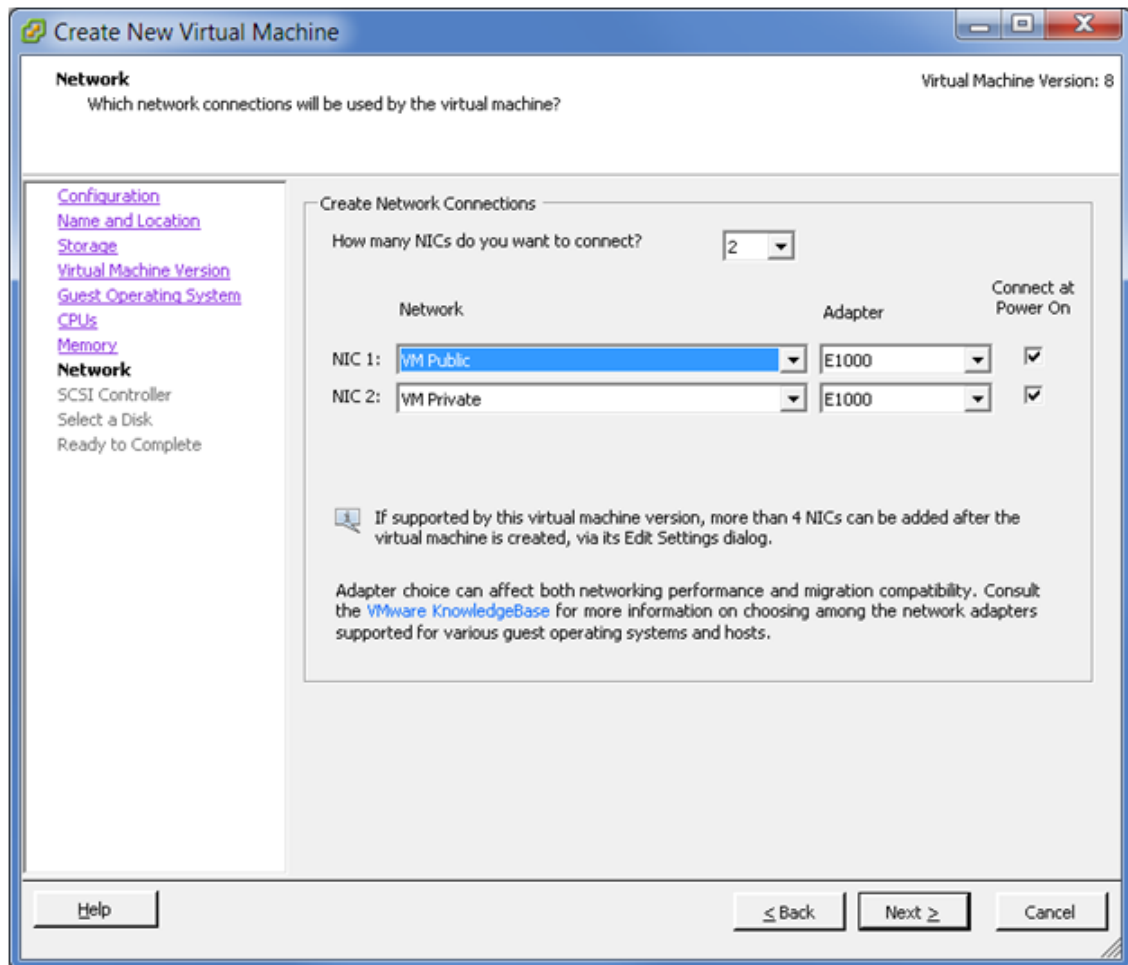 Create New Virtual Machine
Network
Virtual Machine Version: 8
Which network connections will be used by the virtual machine?
Configuration
Name and Location
Storage
Virtual Machine Version
Guest Operating System
CPUs
Memory
Network
SCSI Controller
Select a Disk
Ready to Complete
Create Network Connections
How many NICs do you want to connect? 2
Network
Adapter
Connect at
Power On
NIC 1: VM Public E1000
NIC 2: VM Private E1000
If supported by this virtual machine version, more than 4 NICs can be added after the
virtual machine is created, via its Edit Settings dialog.
Adapter choice can affect both networking performance and migration compatibility. Consult
the VMware KnowledgeBase for more information on choosing among the network adapters
supported for various guest operating systems and hosts.
Help
< Back
Next >
Cancel